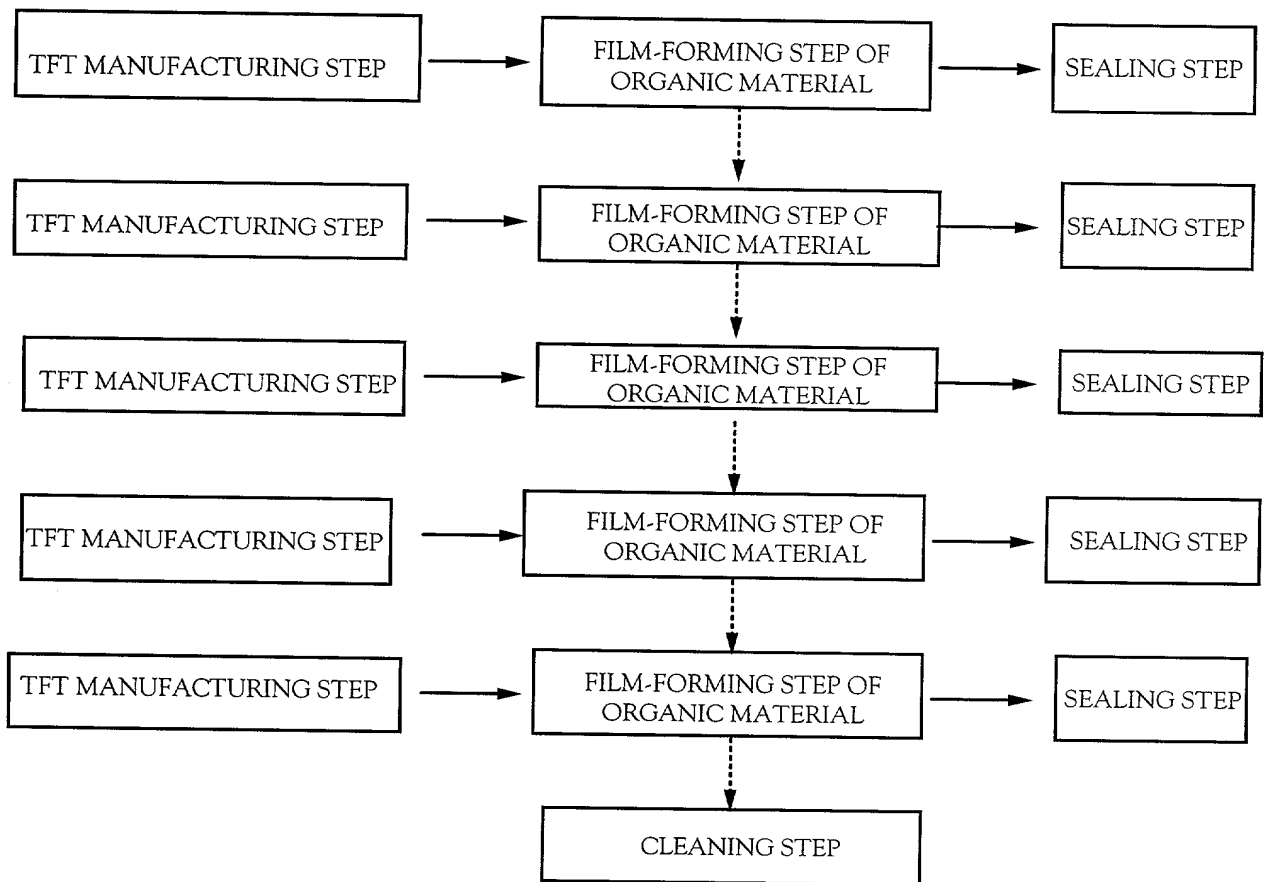 TFT MANUFACTURING STEP
FILM-FORMING STEP OF
ORGANIC MATERIAL
SEALING STEP
TFT MANUFACTURING STEP
FILM-FORMING STEP OF
ORGANIC MATERIAL
SEALING STEP
TFT MANUFACTURING STEP
FILM-FORMING STEP OF
ORGANIC MATERIAL
SEALING STEP
TFT MANUFACTURING STEP
FILM-FORMING STEP OF
ORGANIC MATERIAL
SEALING STEP
TFT MANUFACTURING STEP
FILM-FORMING STEP OF
ORGANIC MATERIAL
SEALING STEP
CLEANING STEP